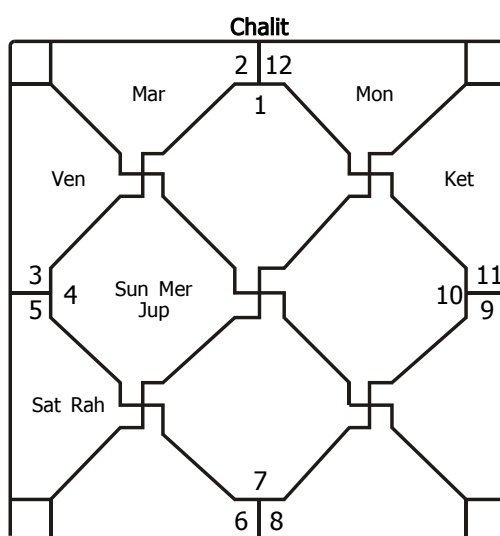 Chalit
2 12
Mar Mon
1
Ven Ket
3 11
4 Sun Mer 10
Jup
5 9
Sat Rah
7
6 8